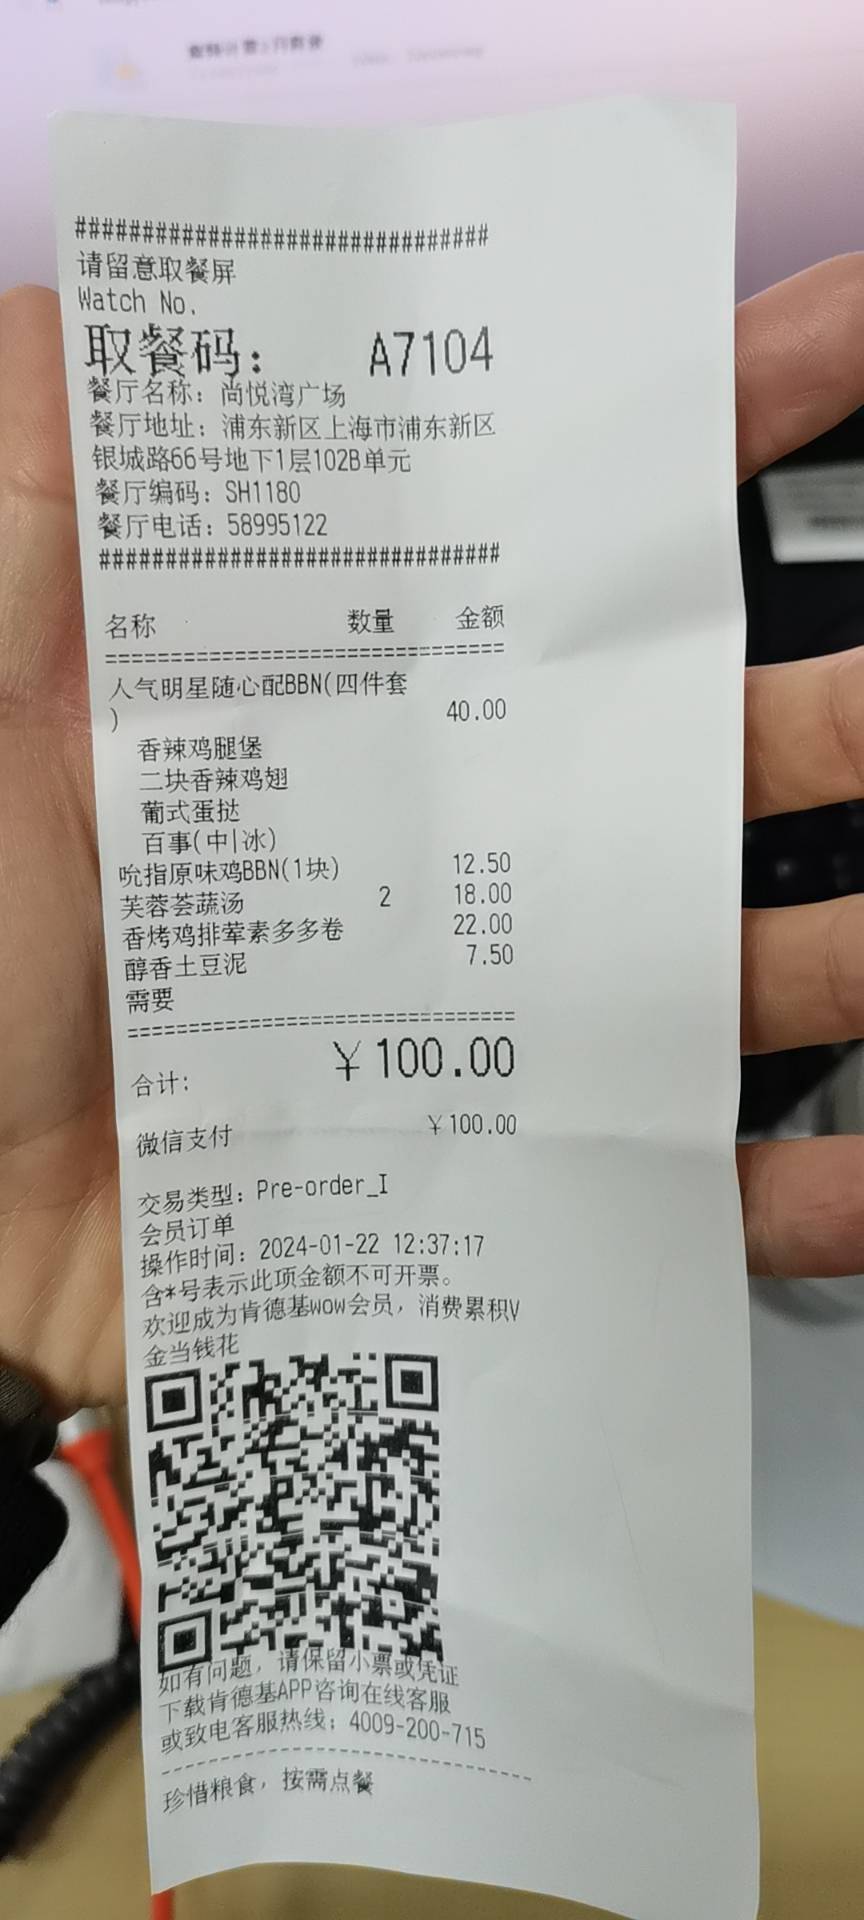 ################################
请留意取餐屏
Watch No.
取餐码: A7104
餐厅名称: 尚悦湾广场
餐厅地址: 浦东新区上海市浦东新区
银城路66号地下1层102B单元
餐厅编码: SH1180
餐厅电话: 58995122
################################
名称 数量 金额
================================
人气明星随心配BBN(四件套
) 40.00
香辣鸡腿堡
二块香辣鸡翅
葡式蛋挞
百事(中|冰)
吮指原味鸡BBN(1块) 12.50
芙蓉荟蔬汤 2 18.00
香烤鸡排荤素多多卷 22.00
醇香土豆泥 7.50
需要
================================
合计: ￥100.00
微信支付 ￥100.00
交易类型: Pre-order_I
会员订单
操作时间: 2024-01-22 12:37:17
含*号表示此项金额不可开票。
欢迎成为肯德基wow会员, 消费累积V
金当钱花
如有问题, 请保留小票或凭证
下载肯德基APP咨询在线客服
或致电客服热线: 4009-200-715
--------------------------------
珍惜粮食, 按需点餐